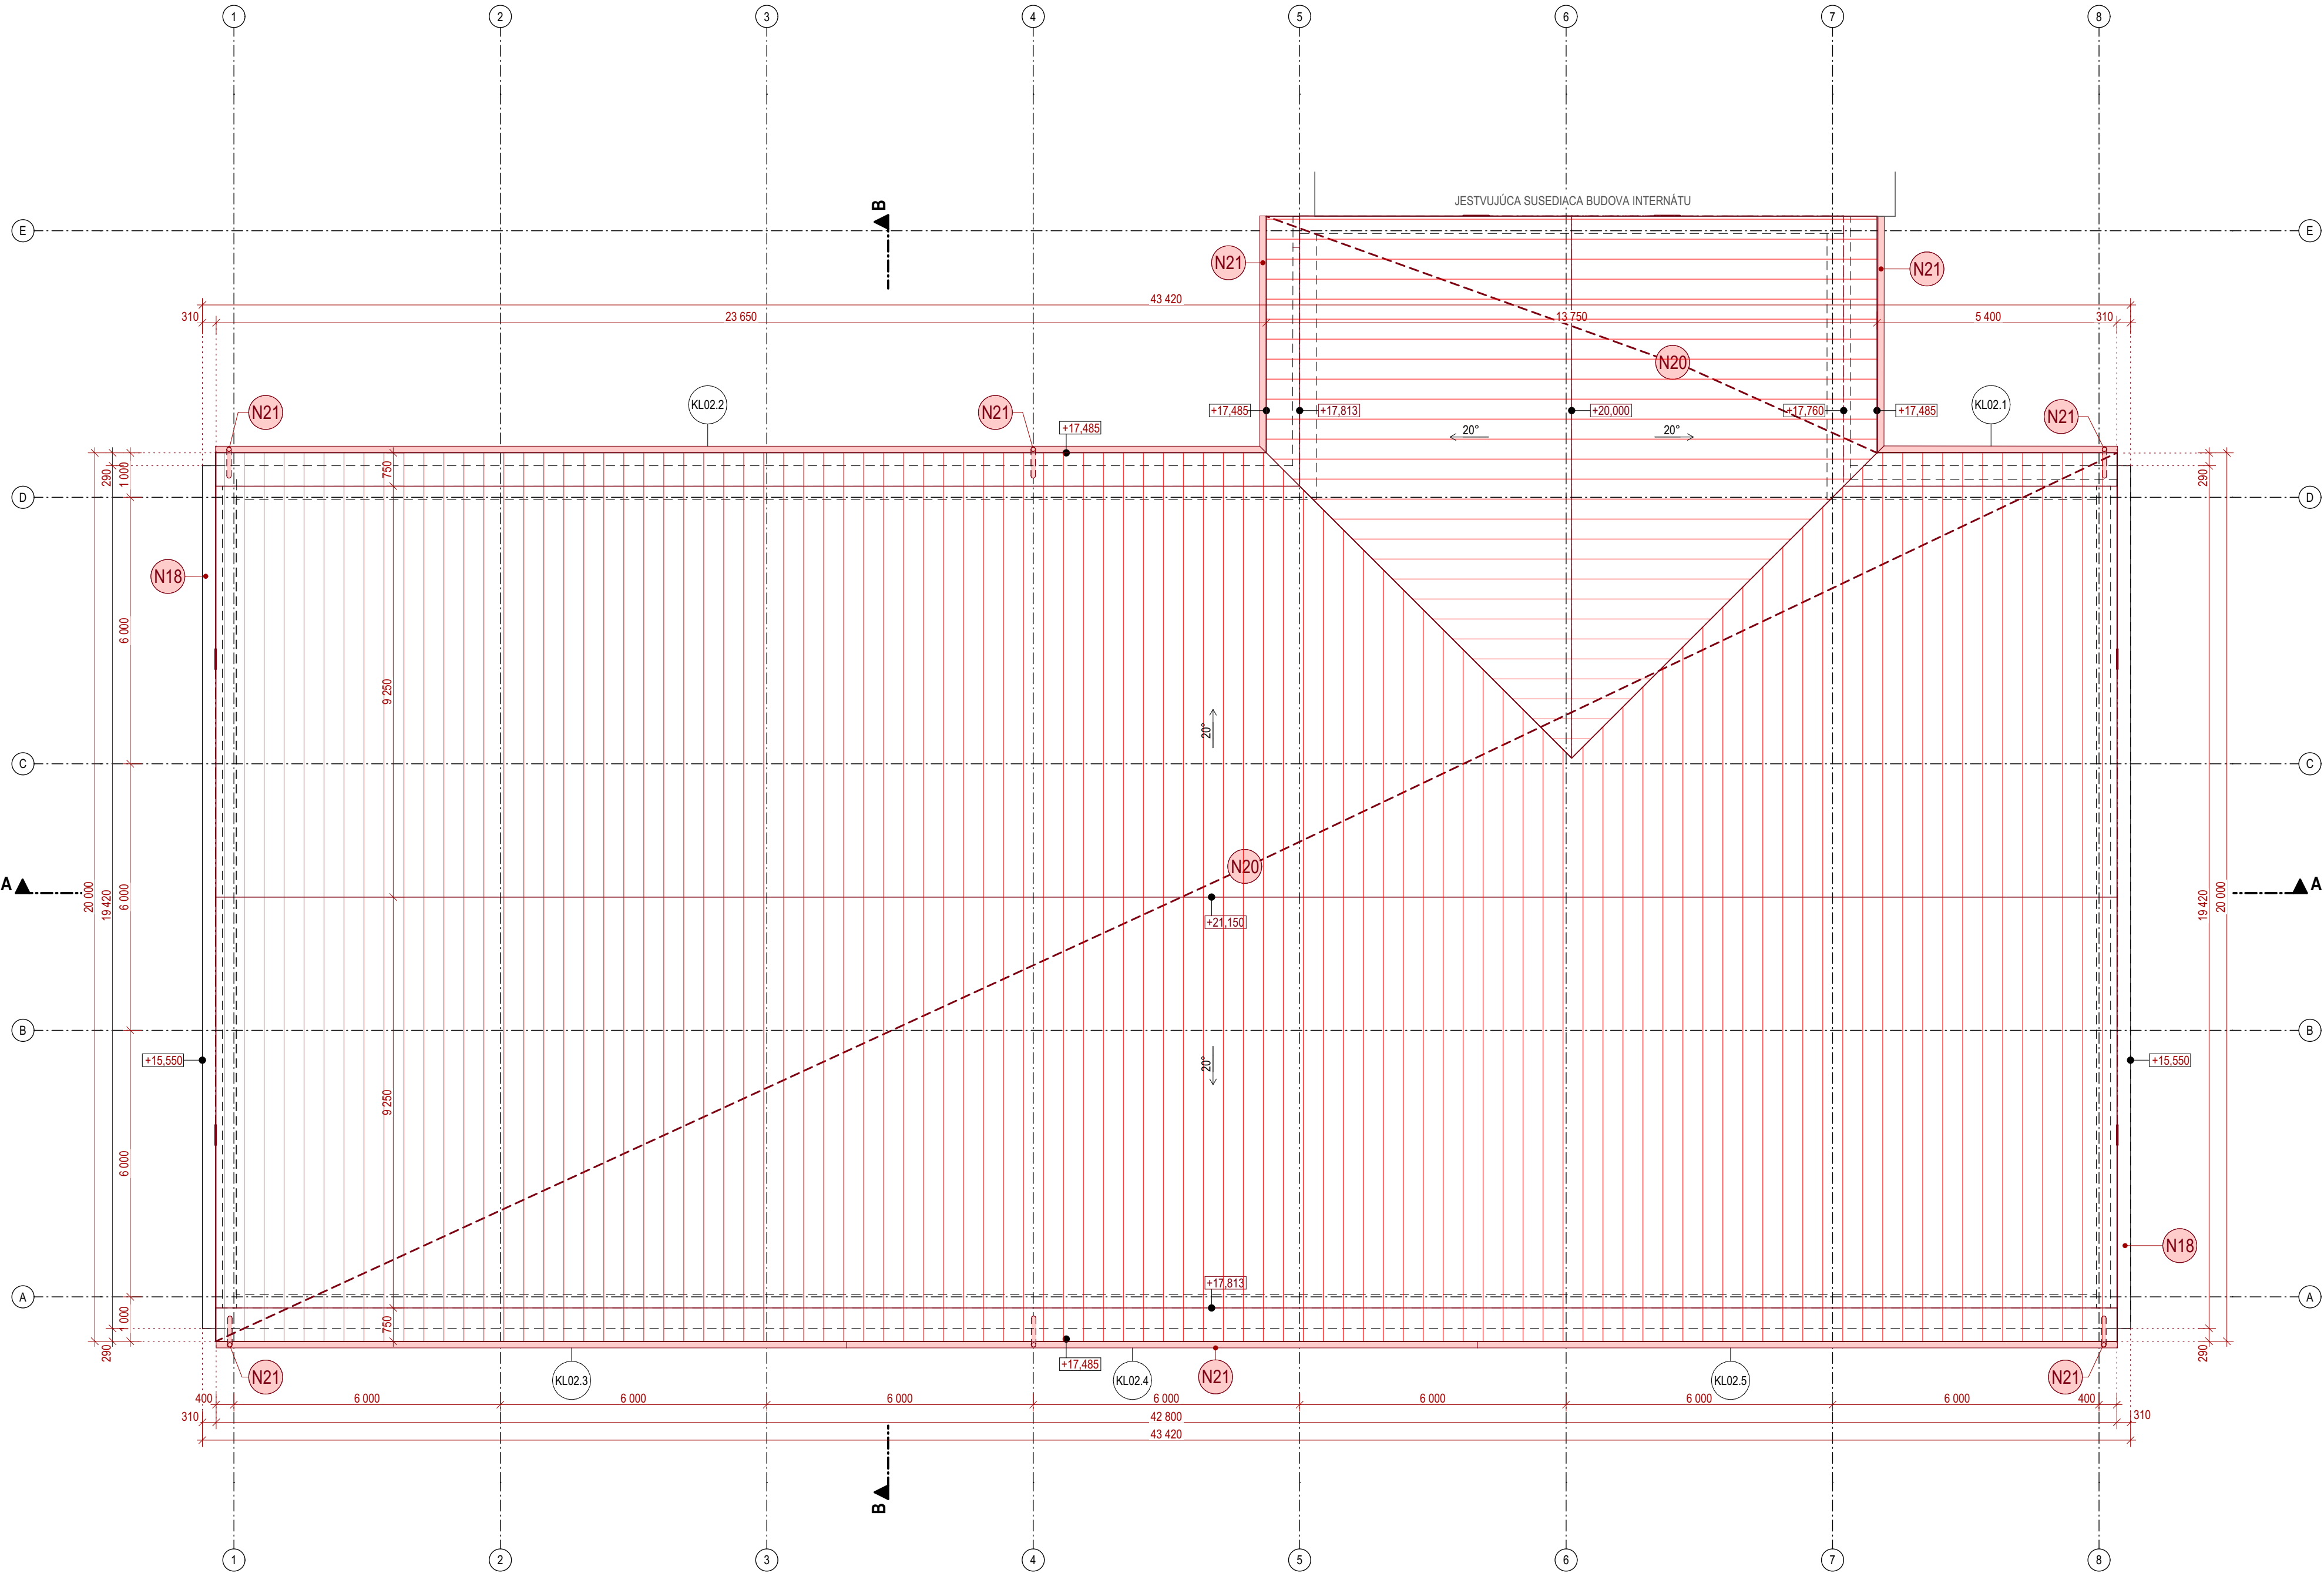 1 2 3 4 5 6 7 8
B
JESTVUJÚCA SUSEDIACA BUDOVA INTERNÁTU
E E
N21 N21
43 420
310 23 650 13 750 5 400 310
N20
N21 KL02.2 N21 +17,485 +17,813 +20,000 +17,760 +17,485 KL02.1 N21
+17,485 20° 20°
290 1 000 750 290
D D
N18
6 000
9 250
20°
C C
N20
A A
20 000 19 420 6 000 19 420 20 000
+21,150
B B
20°
+15,550 +15,550
9 250
6 000
N18
+17,813
A A
290 1 000 750 290
+17,485
N21 KL02.3 KL02.4 N21 KL02.5 N21
400 6 000 6 000 6 000 6 000 6 000 6 000 6 000 400
310 42 800 310
43 420
B
1 2 3 4 5 6 7 8